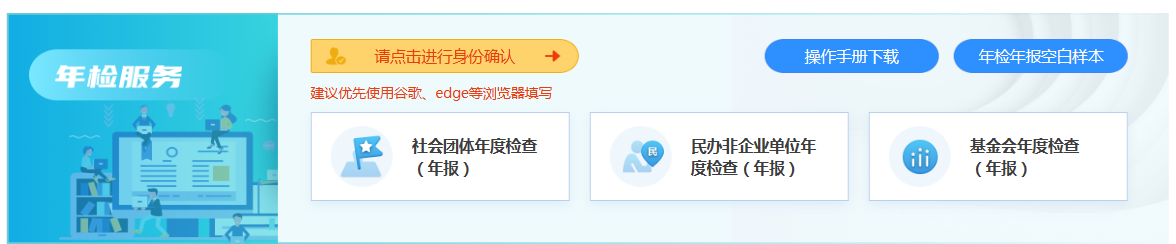 年检服务
请点击进行身份确认
操作手册下载
年检年报空白样本
建议优先使用谷歌、edge等浏览器填写
社会团体年度检查
（年报）
民
民办非企业单位年
度检查（年报）
基金会年度检查
（年报）